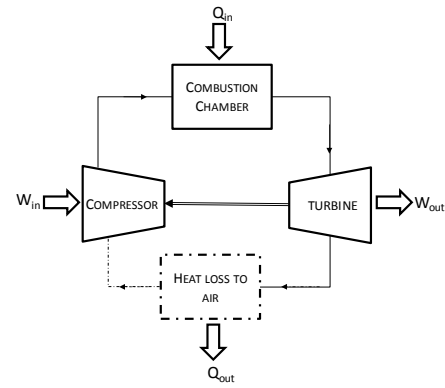 Qin
COMBUSTION
CHAMBER
Win
COMPRESSOR
TURBINE
Wout
HEAT LOSS TO
AIR
Qout